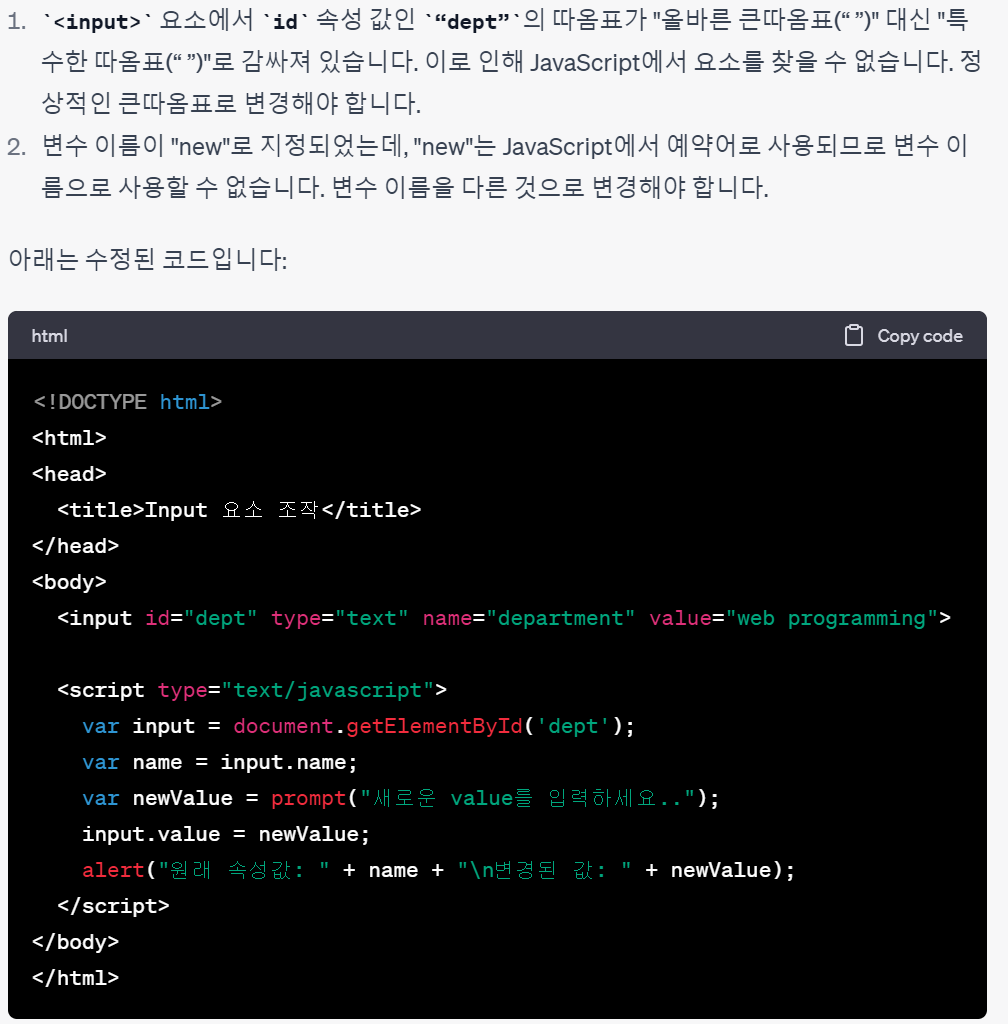 1. `<input>` 요소에서 `id` 속성 값인 `“dept”`의 따옴표가 "올바른 큰따옴표(“ ”)" 대신 "특
수한 따옴표(“ ”)"로 감싸져 있습니다. 이로 인해 JavaScript에서 요소를 찾을 수 없습니다. 정
상적인 큰따옴표로 변경해야 합니다.
2. 변수 이름이 "new"로 지정되었는데, "new"는 JavaScript에서 예약어로 사용되므로 변수 이
름으로 사용할 수 없습니다. 변수 이름을 다른 것으로 변경해야 합니다.
아래는 수정된 코드입니다:
html Copy code
<!DOCTYPE html>
<html>
<head>
<title>Input 요소 조작</title>
</head>
<body>
<input id="dept" type="text" name="department" value="web programming">
<script type="text/javascript">
var input = document.getElementById('dept');
var name = input.name;
var newValue = prompt("새로운 value를 입력하세요..");
input.value = newValue;
alert("원래 속성값: " + name + "\n변경된 값: " + newValue);
</script>
</body>
</html>